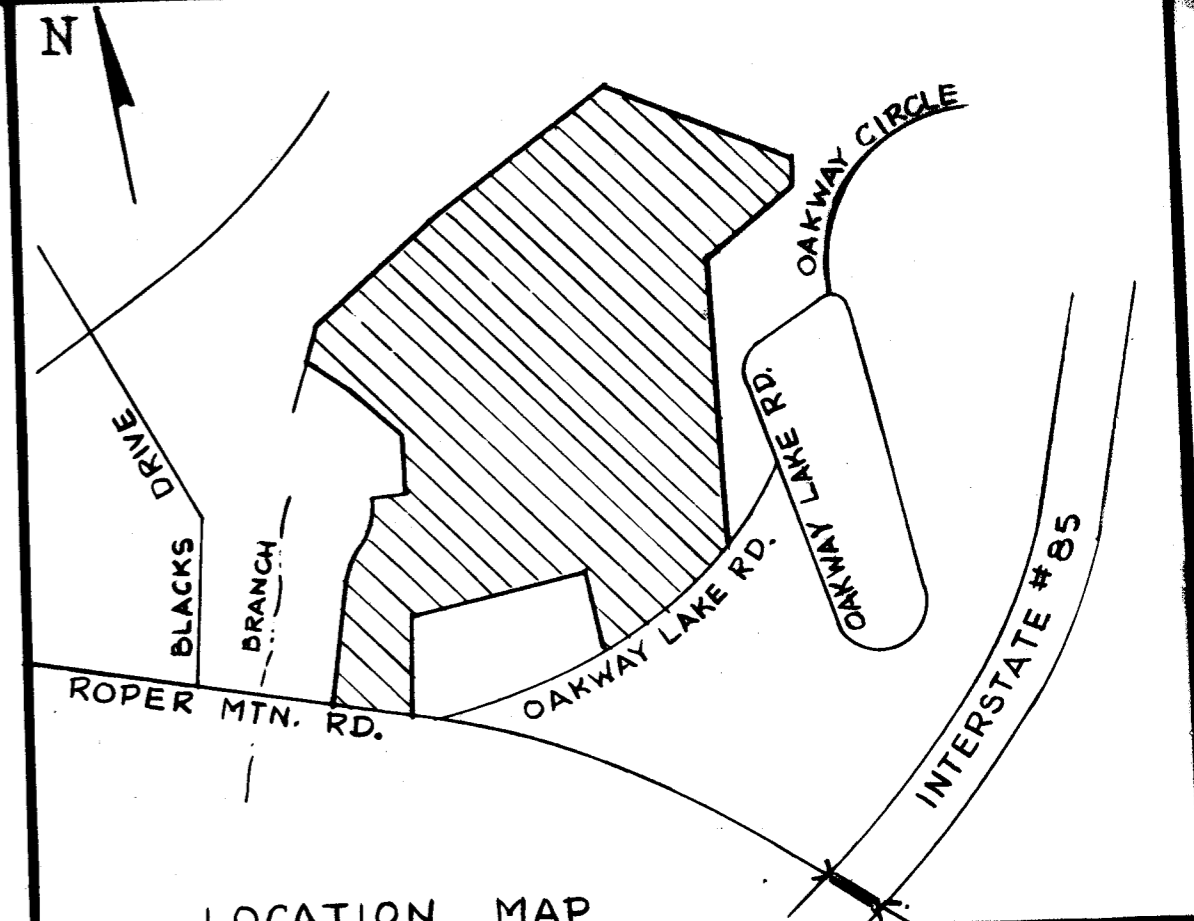 N
OAKWAY CIRCLE
OAKWAY LAKE RD.
BLACKS DRIVE
BRANCH
OAKWAY LAKE RD.
OAKWAY LAKE RD.
INTERSTATE #85
ROPER MTN. RD.
LOCATION MAP